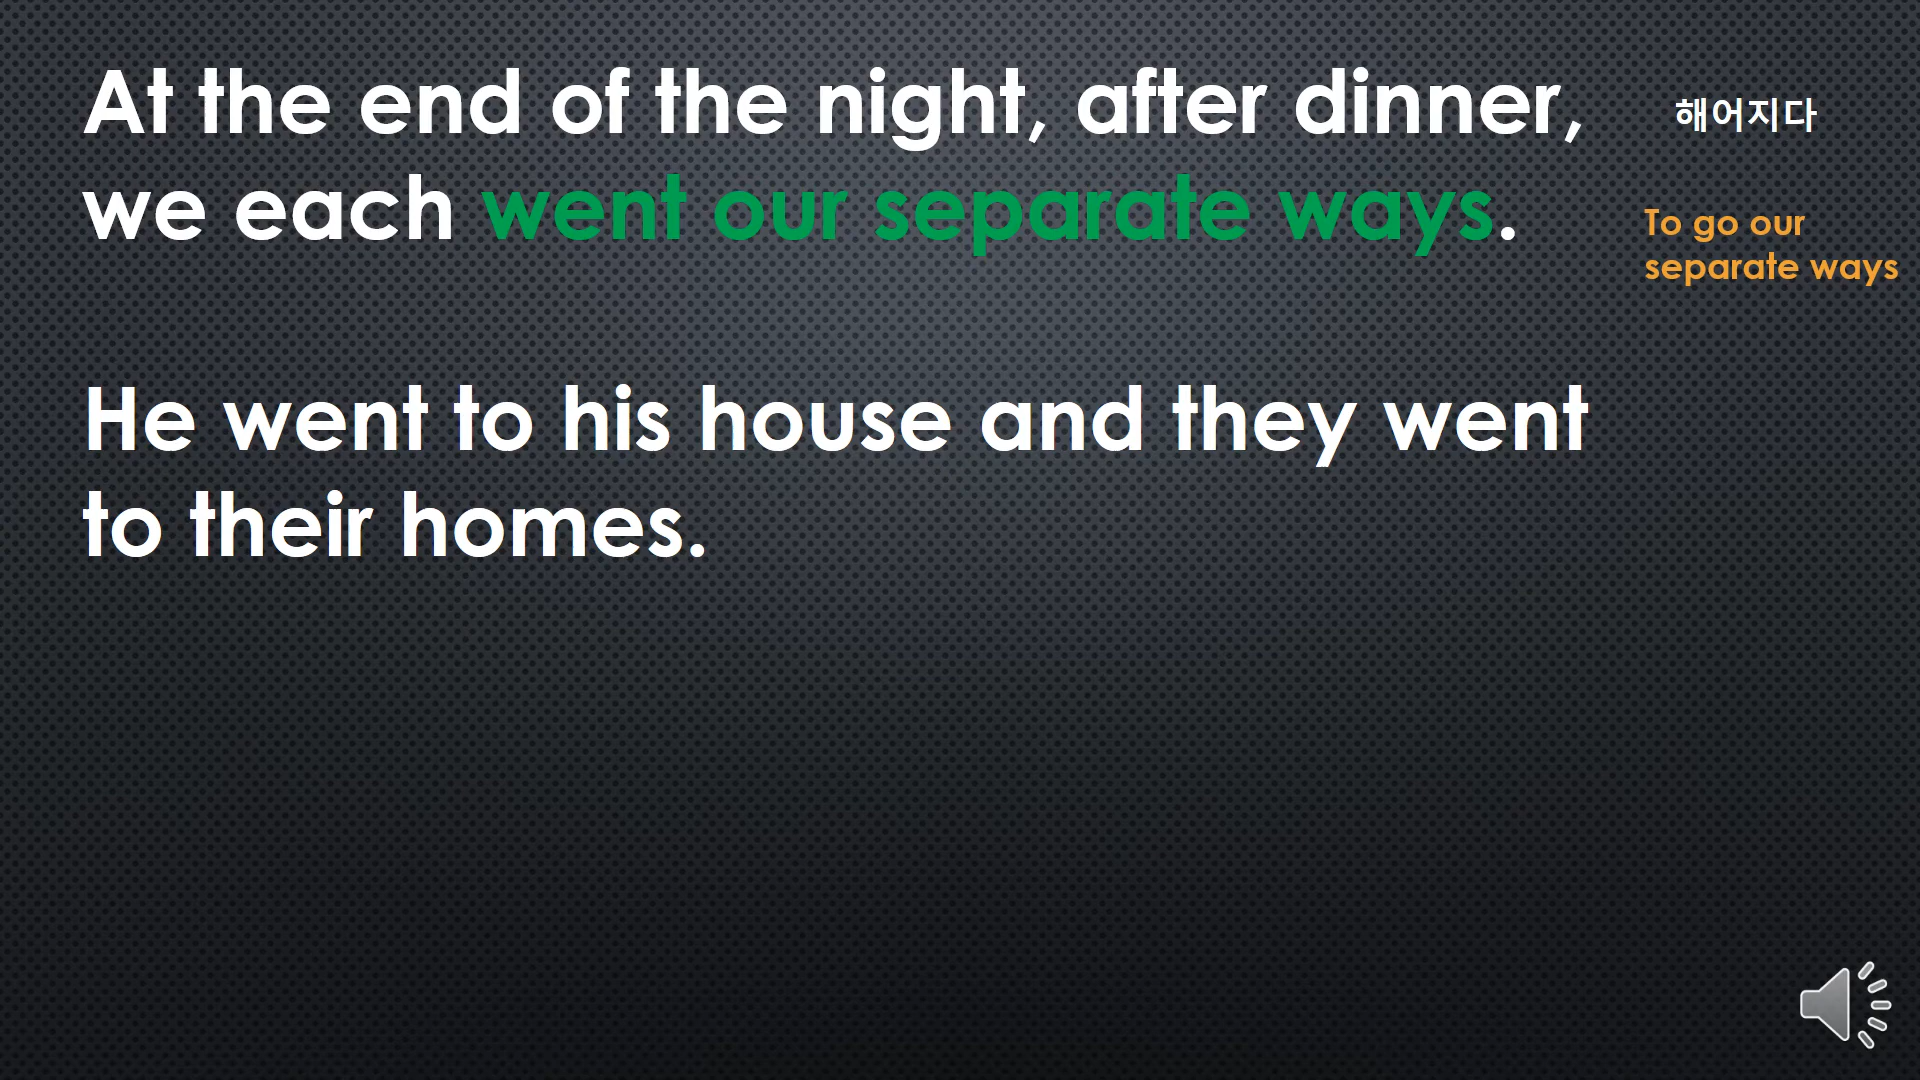 At the end of the night, after dinner,
we each went our separate ways.
해어지다
To go our
separate ways
He went to his house and they went
to their homes.